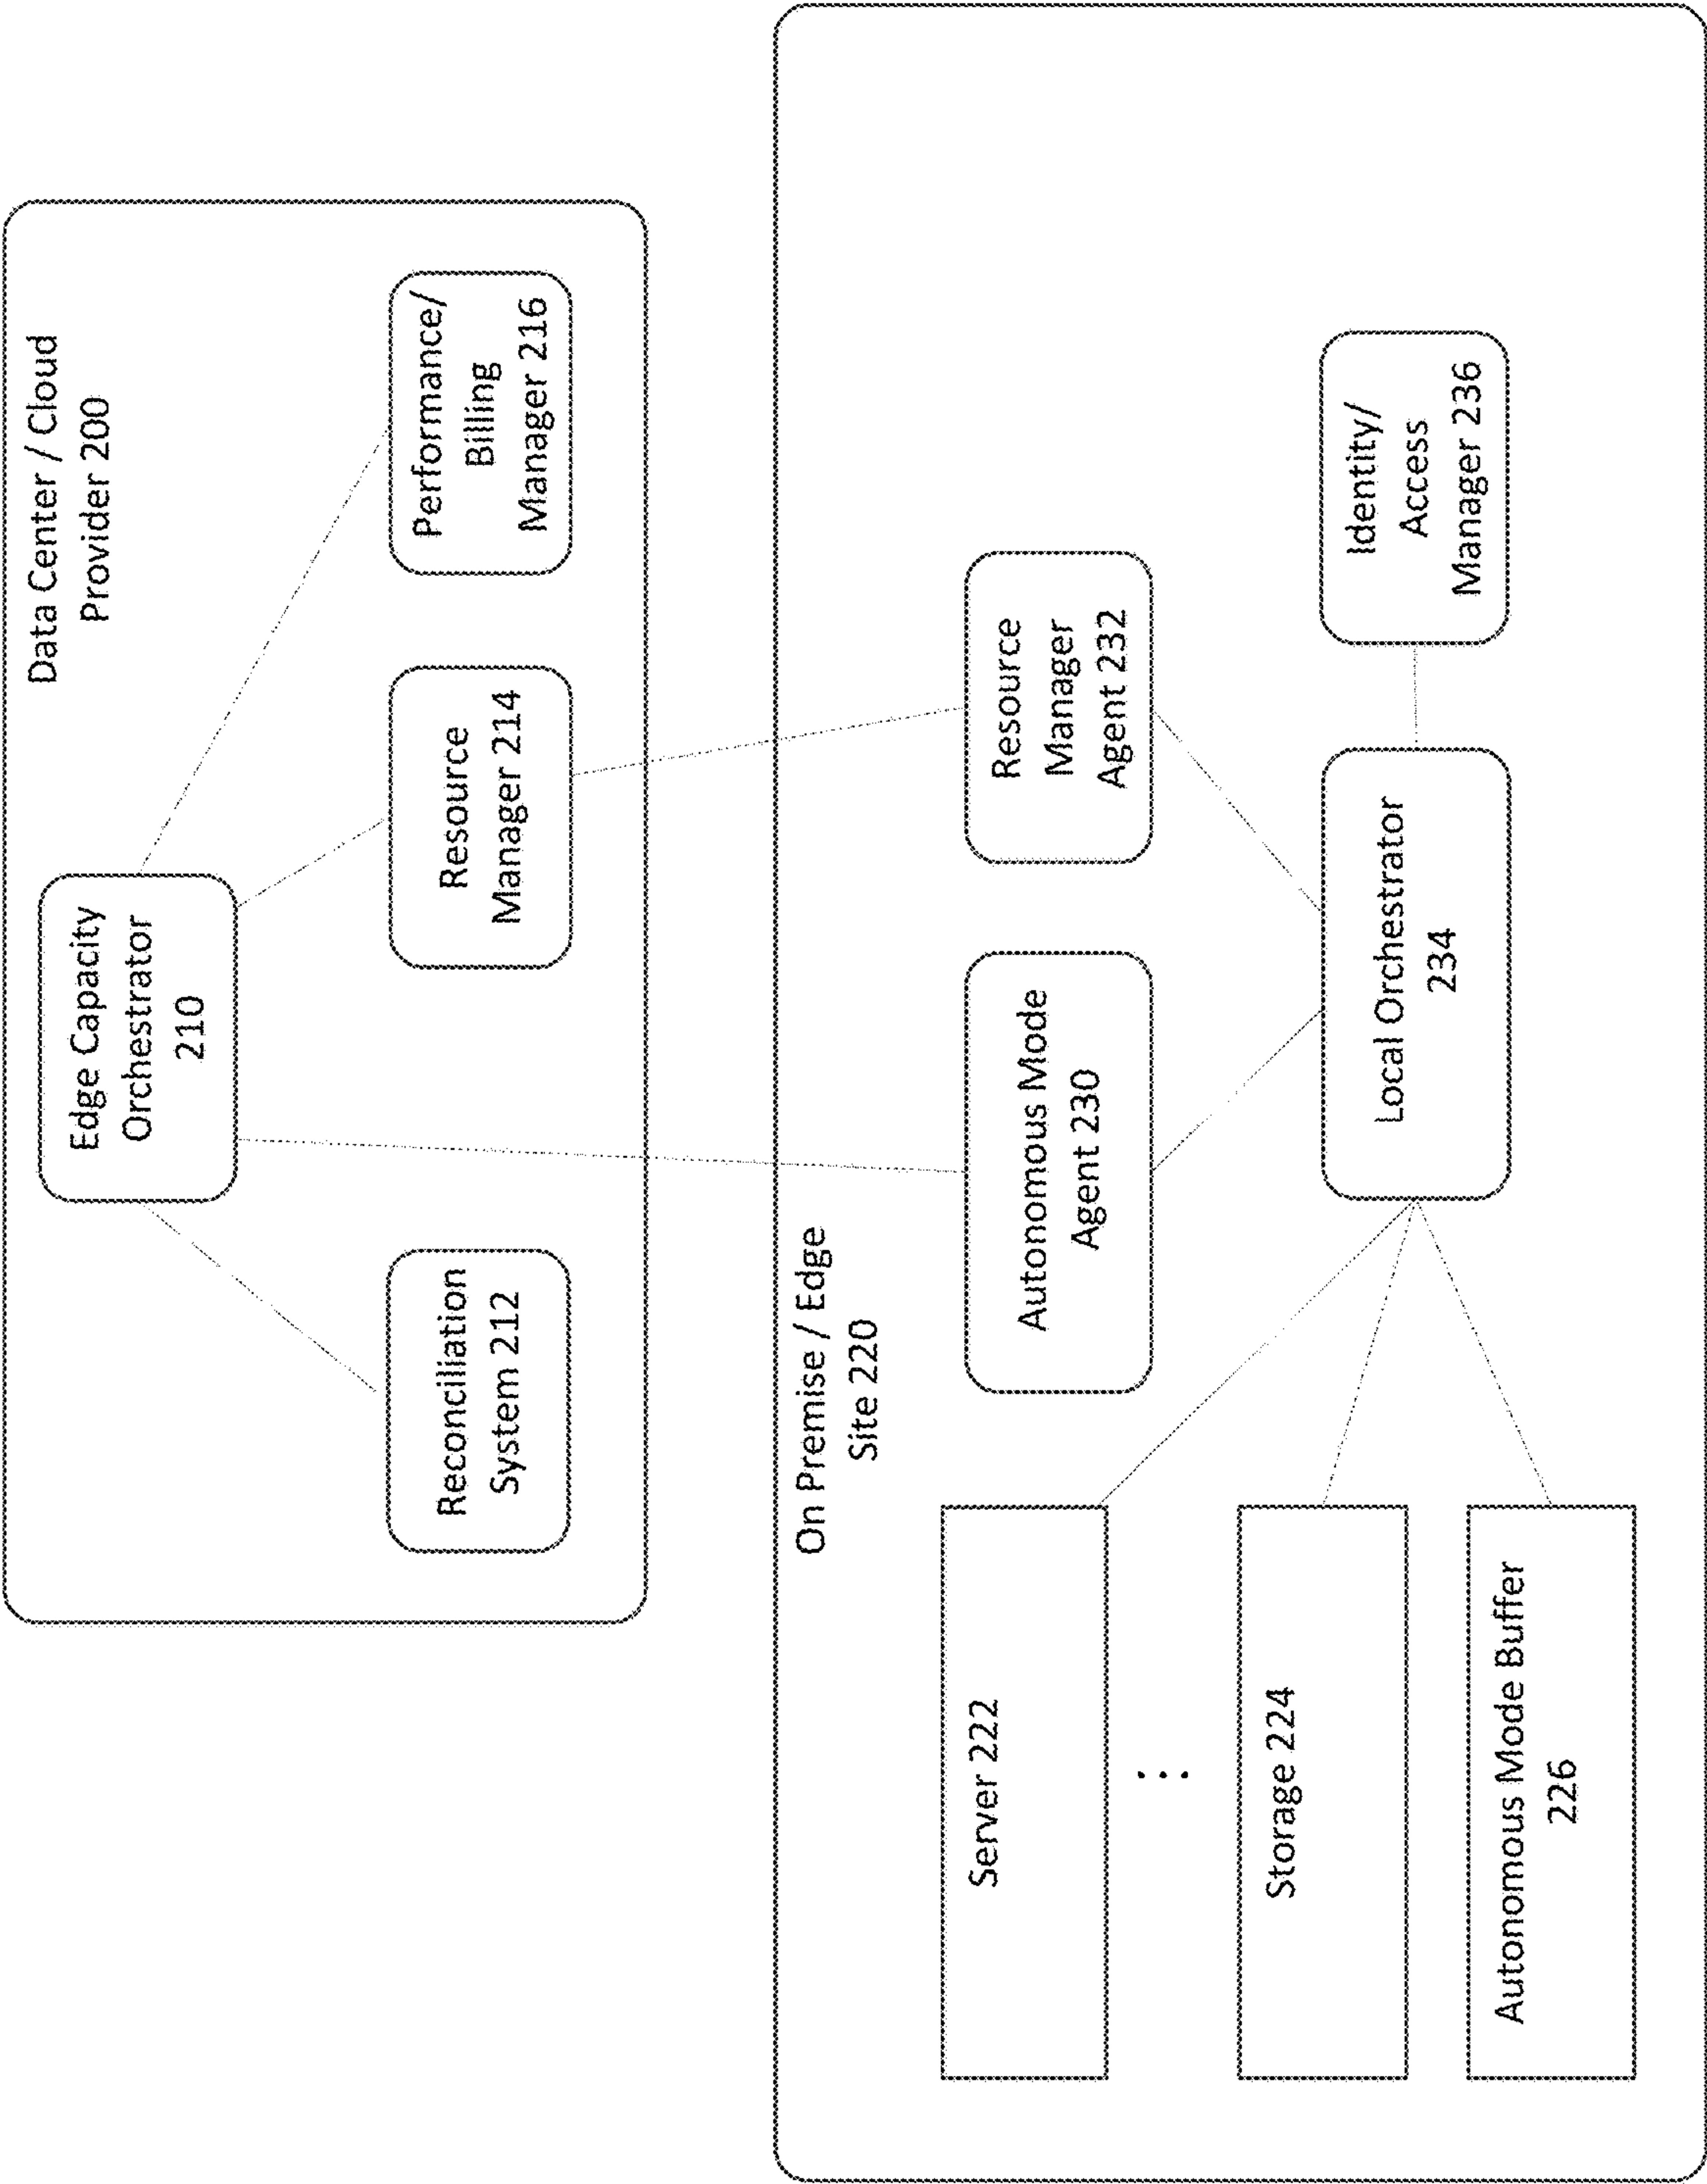 Data Center / Cloud
Provider 200
Edge Capacity
Orchestrator
210
Reconciliation
System 212
Resource
Manager 214
Performance/
Billing
Manager 216
On Premise / Edge
Site 220
Server 222
...
Storage 224
Autonomous Mode Buffer
226
Autonomous Mode
Agent 230
Resource
Manager
Agent 232
Local Orchestrator
234
Identity/
Access
Manager 236